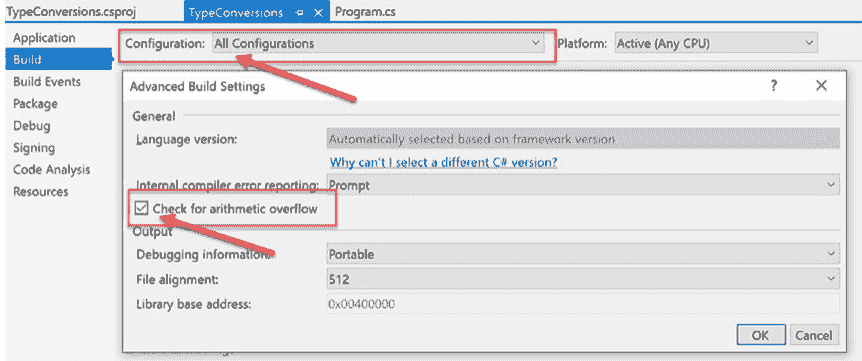 TypeConversions.csproj TypeConversions Program.cs
Application
Configuration: All Configurations Platform: Active (Any CPU)
Build
Build Events
Package
Debug
Signing
Code Analysis
Resources
Advanced Build Settings ? ×
General
Language version: Automatically selected based on framework version
Why can't I select a different C# version?
Internal compiler error reporting: Prompt
Check for arithmetic overflow
Output
Debugging information: Portable
File alignment: 512
Library base address: 0x00400000
OK Cancel